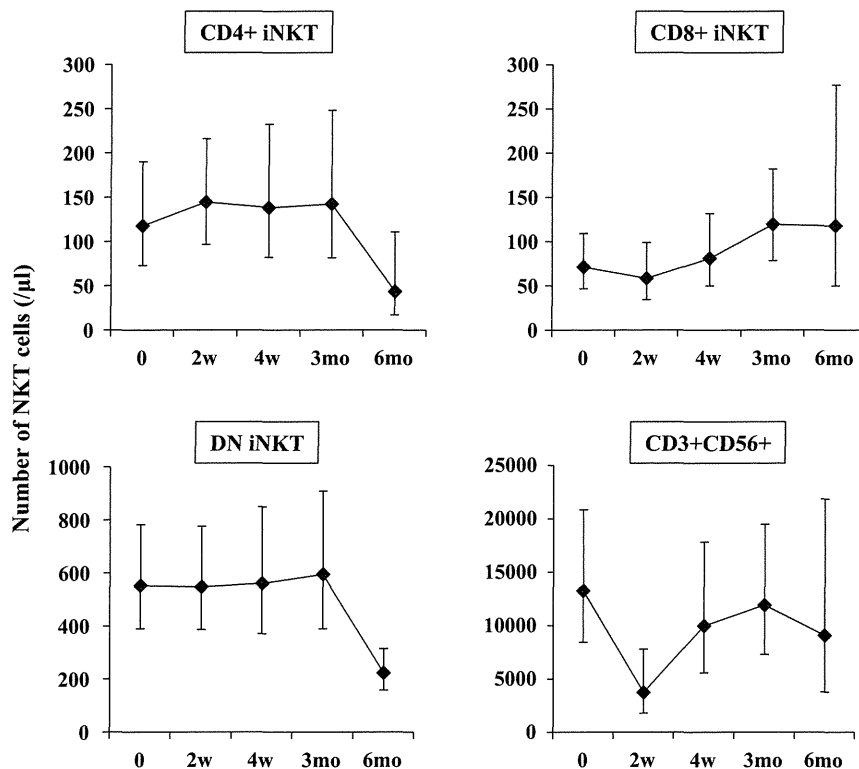 CD4+ iNKT
300
250
200
150
100
50
0
0 2w 4w 3mo 6mo
CD8+ iNKT
300
250
200
150
100
50
0
0 2w 4w 3mo 6mo
Number of NKT cells (/µl)
DN iNKT
1000
800
600
400
200
0
0 2w 4w 3mo 6mo
CD3+CD56+
25000
20000
15000
10000
5000
0
0 2w 4w 3mo 6mo